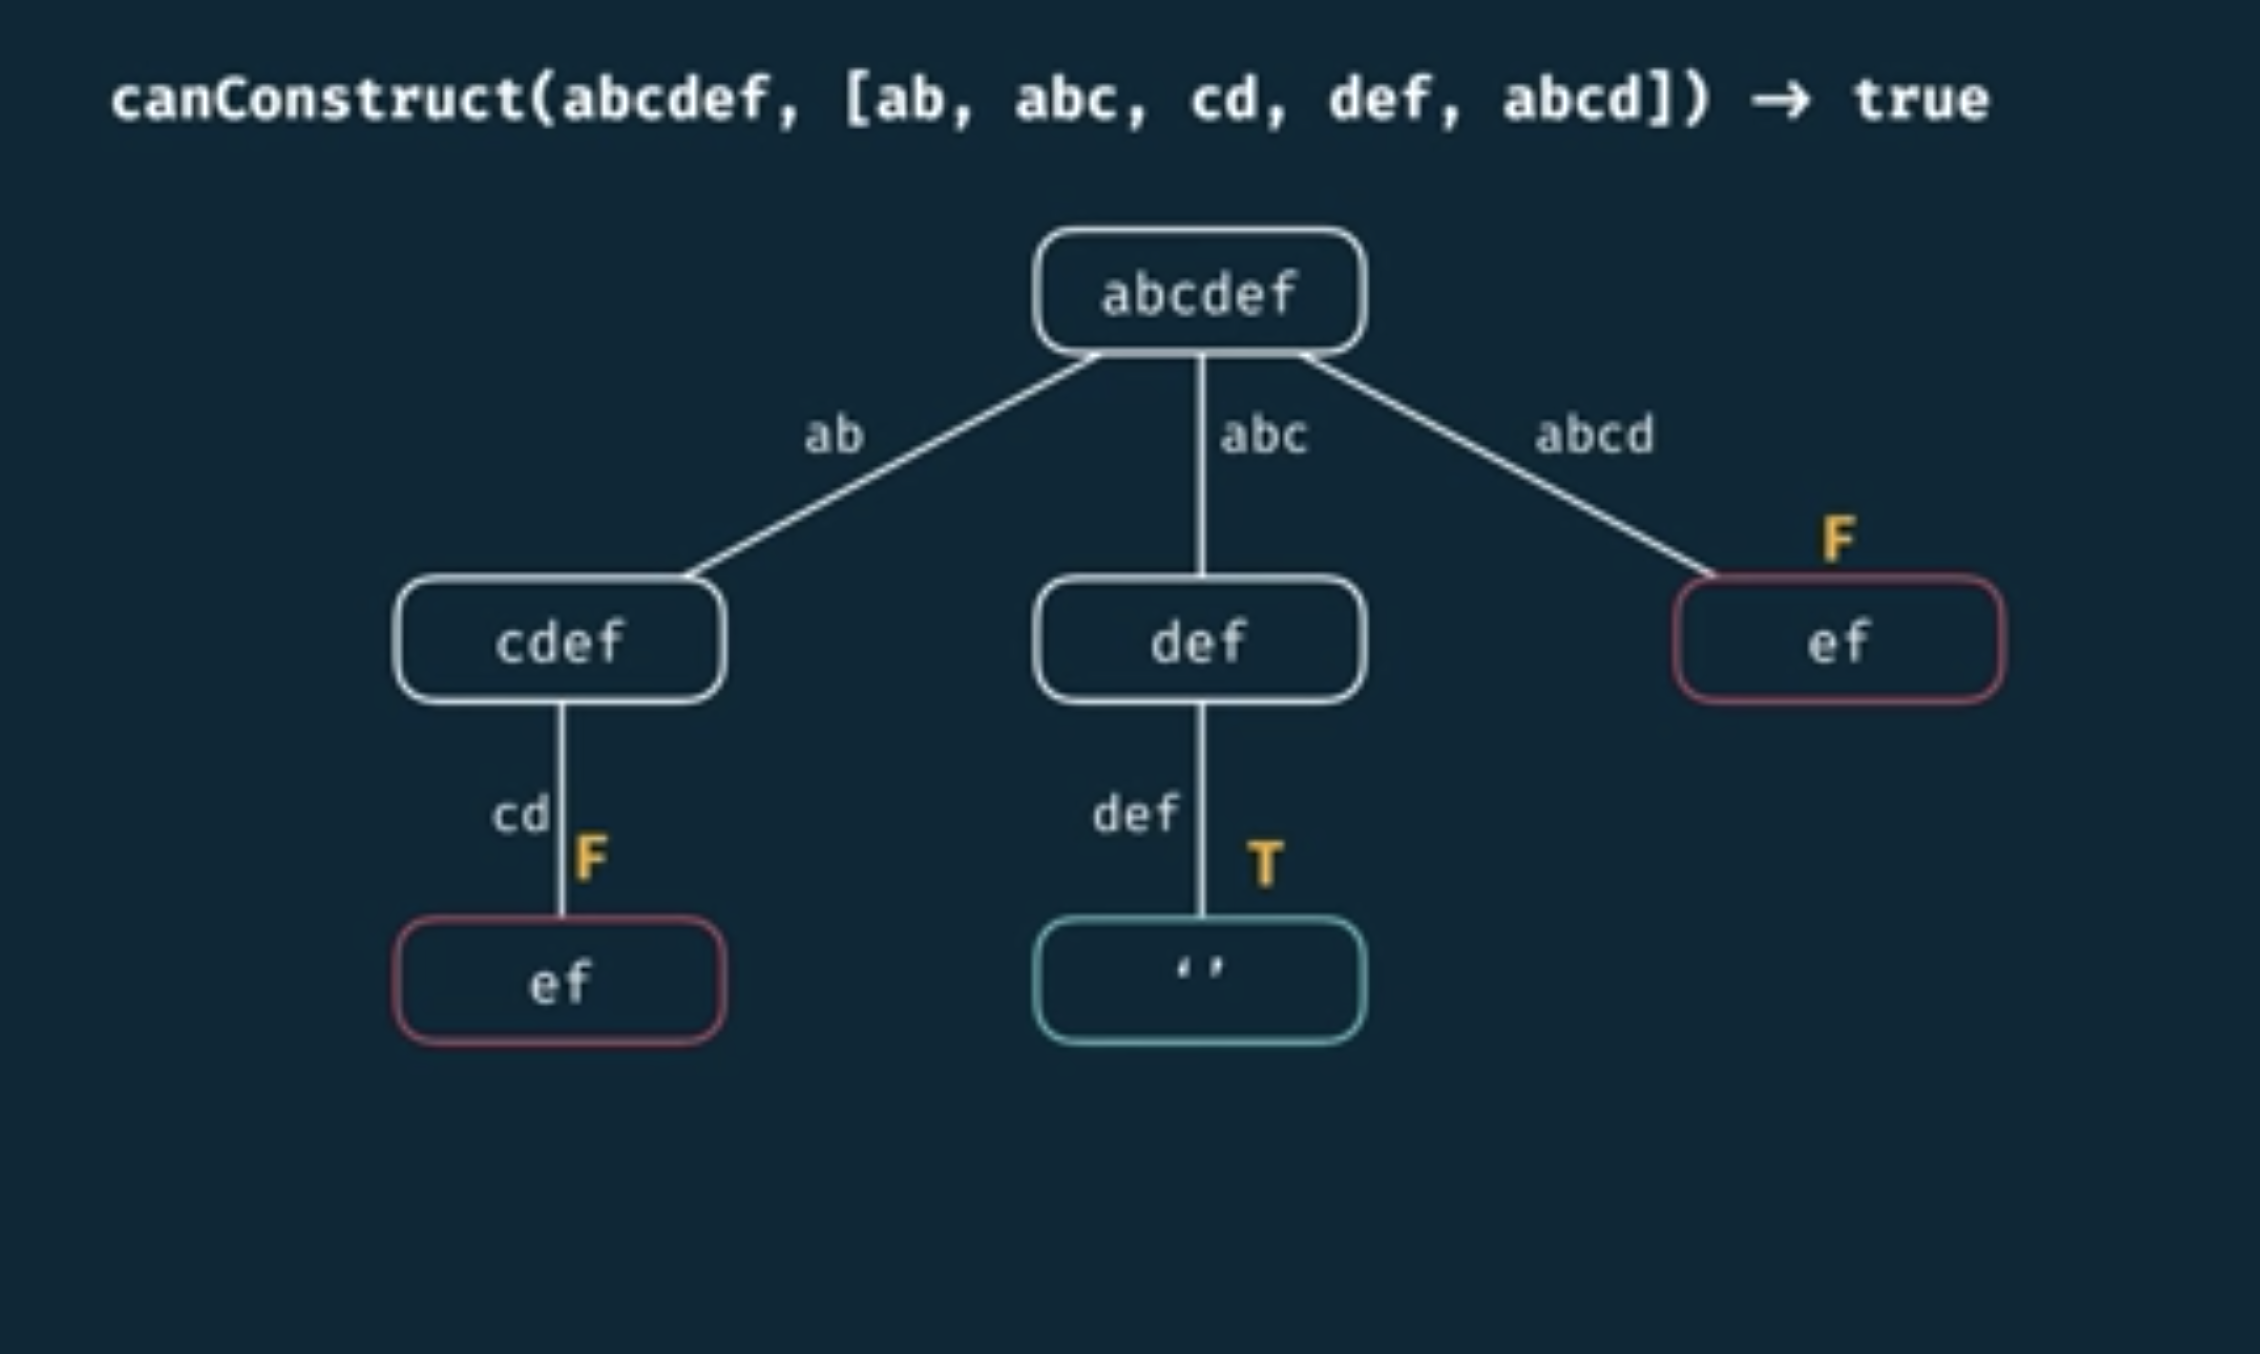 canConstruct(abcdef, [ab, abc, cd, def, abcd]) → true
abcdef
ab
abc
abcd
F
cdef
def
ef
cd
F
def
T
ef
‘’